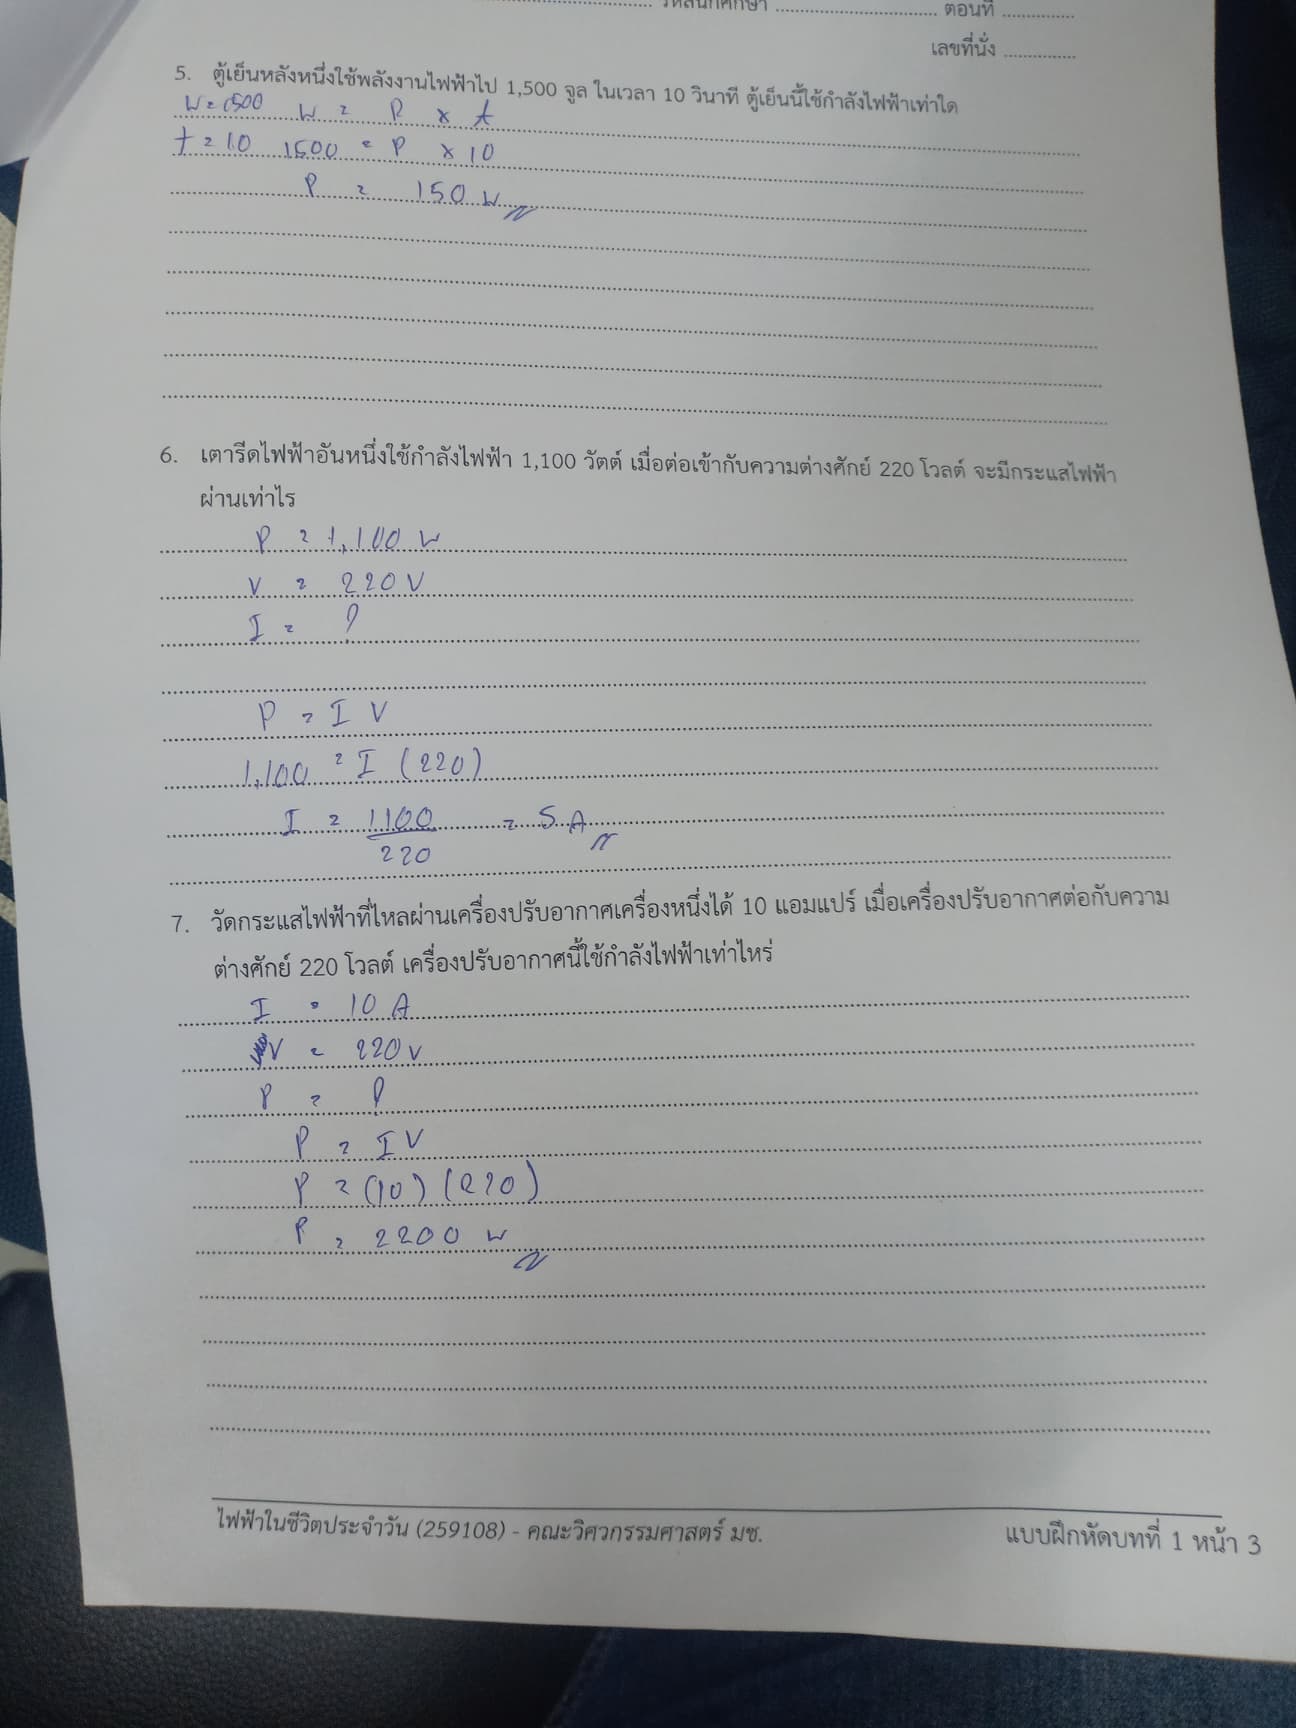 รหัสนักศึกษา ........................ ตอนที่ ............
เลขที่นั่ง ............
5. ตู้เย็นหลังหนึ่งใช้พลังงานไฟฟ้าไป 1,500 จูล ในเวลา 10 วินาที ตู้เย็นนี้ใช้กำลังไฟฟ้าเท่าใด
W = 1500 W = P x t
t = 10 1500 = P x 10
P = 150 W
6. เตารีดไฟฟ้าอันหนึ่งใช้กำลังไฟฟ้า 1,100 วัตต์ เมื่อต่อเข้ากับความต่างศักย์ 220 โวลต์ จะมีกระแสไฟฟ้า
ผ่านเท่าไร
P = 1,100 W
V = 220 V
I = ?
P = I V
1,100 = I (220)
I = 1100 = 5 A
220
7. วัดกระแสไฟฟ้าที่ไหลผ่านเครื่องปรับอากาศเครื่องหนึ่งได้ 10 แอมแปร์ เมื่อเครื่องปรับอากาศต่อกับความ
ต่างศักย์ 220 โวลต์ เครื่องปรับอากาศนี้ใช้กำลังไฟฟ้าเท่าไหร่
I = 10 A
V = 220 V
P = ?
P = I V
P = (10) (220)
P = 2200 W
ไฟฟ้าในชีวิตประจำวัน (259108) - คณะวิศวกรรมศาสตร์ มช. แบบฝึกหัดบทที่ 1 หน้า 3